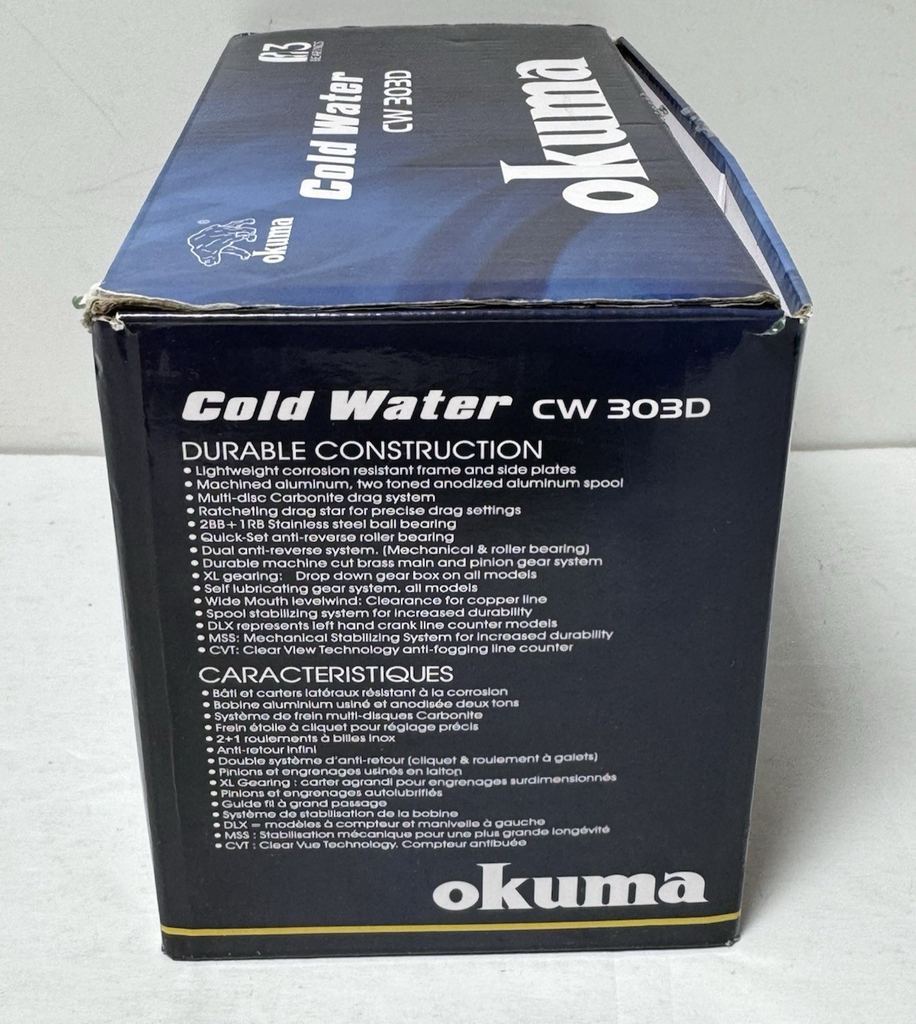 3
BEARINGS
Cold Water
CW 303D
okuma
®
okuma
Cold Water CW 303D
DURABLE CONSTRUCTION
• Lightweight corrosion resistant frame and side plates
• Machined aluminum, two toned anodized aluminum spool
• Multi-disc Carbonite drag system
• Ratcheting drag star for precise drag settings
• 2BB+1RB Stainless steel ball bearing
• Quick-Set anti-reverse roller bearing
• Dual anti-reverse system. (Mechanical & roller bearing)
• Durable machine cut brass main and pinion gear system
• XL gearing: Drop down gear box on all models
• Self lubricating gear system, all models
• Wide Mouth levelwind: Clearance for copper line
• Spool stabilizing system for increased durability
• DLX represents left hand crank line counter models
• MSS: Mechanical Stabilizing System for increased durability
• CVT: Clear View Technology anti-fogging line counter
CARACTERISTIQUES
• Bâti et carters latéraux résistant à la corrosion
• Bobine aluminium usiné et anodisée deux tons
• Système de frein multi-disques Carbonite
• Frein étoile à cliquet pour réglage précis
• 2+1 roulements à billes inox
• Anti-retour infini
• Double système d'anti-retour (cliquet & roulement à galets)
• Pinions et engrenages usinés en laiton
• XL Gearing : carter agrandi pour engrenages surdimensionnés
• Pinions et engrenages autolubrifiés
• Guide fil à grand passage
• Système de stabilisation de la bobine
• DLX = modèles à compteur et manivelle à gauche
• MSS : Stabilisation mécanique pour une plus grande longévité
• CVT : Clear Vue Technology. Compteur antibuée
okuma